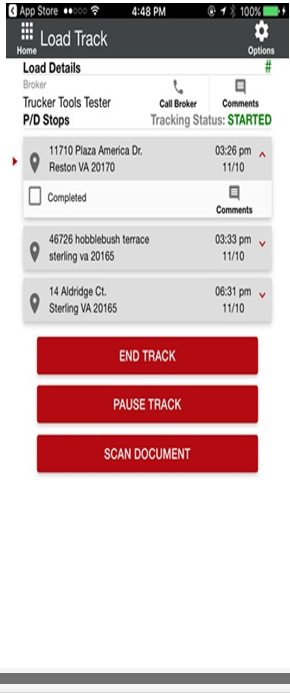 App Store 4:48 PM 100%
Load Track
Home Options
Load Details #
Broker
Trucker Tools Tester Call Broker Comments
P/D Stops Tracking Status: STARTED
11710 Plaza America Dr. 03:26 pm
Reston VA 20170 11/10
Completed
Comments
46726 hobblebush terrace 03:33 pm
sterling va 20165 11/10
14 Aldridge Ct. 06:31 pm
Sterling VA 20165 11/10
END TRACK
PAUSE TRACK
SCAN DOCUMENT